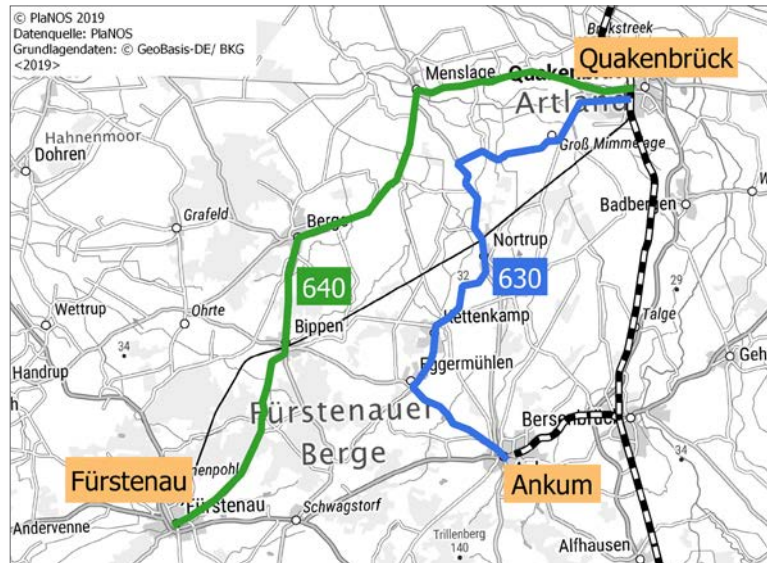 © PlaNOS 2019
Datenquelle: PlaNOS
Grundlagendaten: © GeoBasis-DE/ BKG
<2019>
Quakenbrück
Menslage
Artland
Hahnenmoor
Dohren
Groß Mimmelage
Grafeld
Berge
Badbergen
Nortrup
640
32
630
29
Wettrup
Ohrte
Bippen
Kettenkamp
Talge
34
Eggermühlen
Geh
Handrup
Fürstenauer
Berge
Bersenbrück
34
Fürstenau
Ankum
Fürstenau
Schwagstorf
Andervenne
Trillenberg
140
Alfhausen